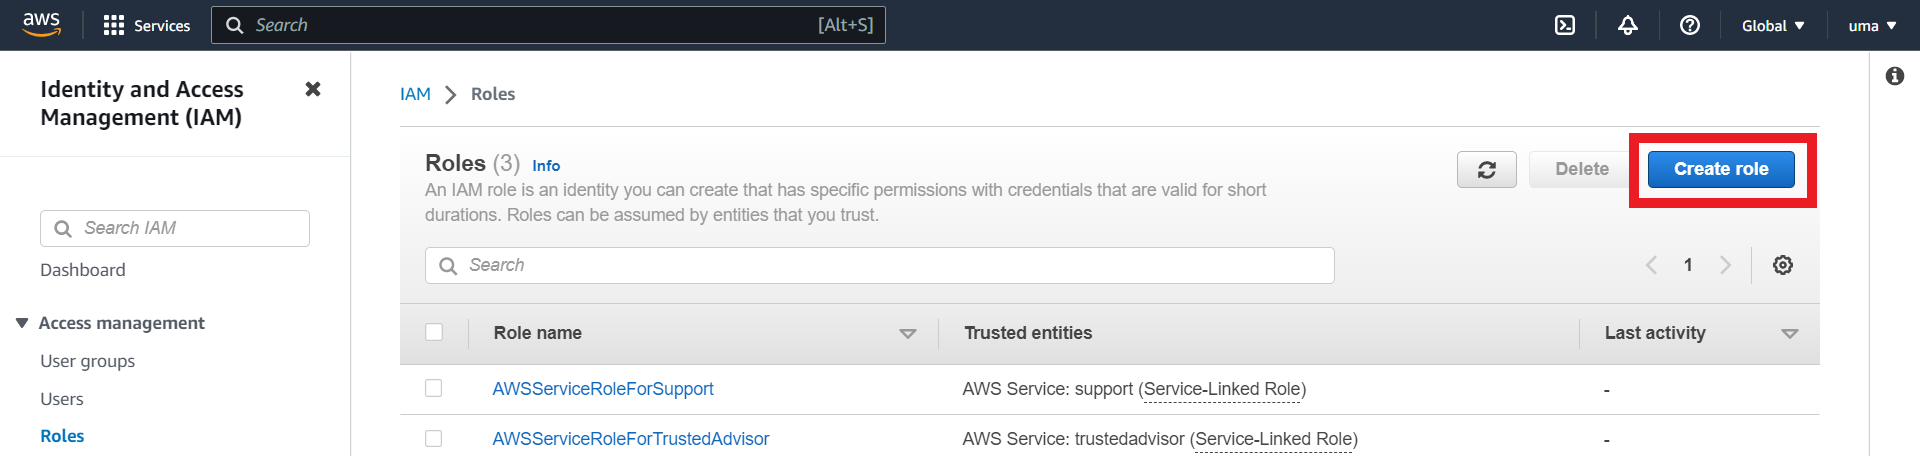 aws
Services
Search
[Alt+S]
Global
uma
Identity and Access
Management (IAM)
Search IAM
Dashboard
Access management
User groups
Users
Roles
IAM
Roles
Roles (3) Info
An IAM role is an identity you can create that has specific permissions with credentials that are valid for short
durations. Roles can be assumed by entities that you trust.
Delete
Create role
Search
1
Role name
Trusted entities
Last activity
AWSServiceRoleForSupport
AWS Service: support (Service-Linked Role)
-
AWSServiceRoleForTrustedAdvisor
AWS Service: trustedadvisor (Service-Linked Role)
-